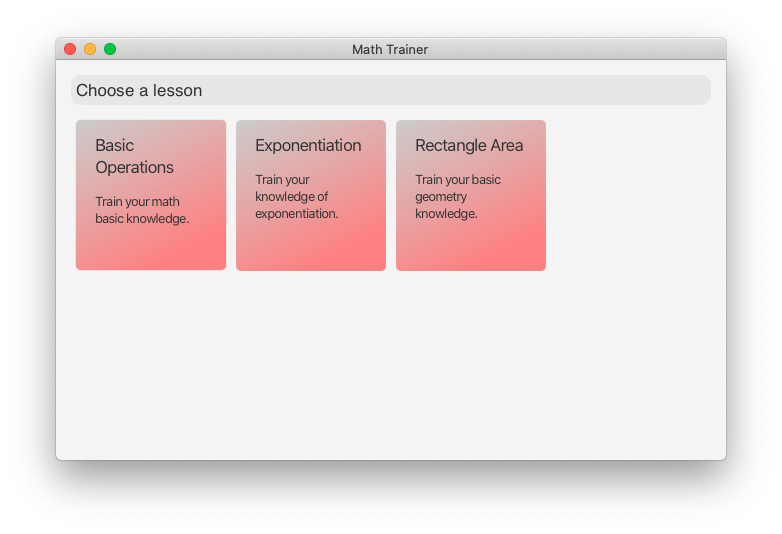 Math Trainer
Choose a lesson
Basic
Operations
Train your math
basic knowledge.
Exponentiation
Train your
knowledge of
exponentiation.
Rectangle Area
Train your basic
geometry
knowledge.